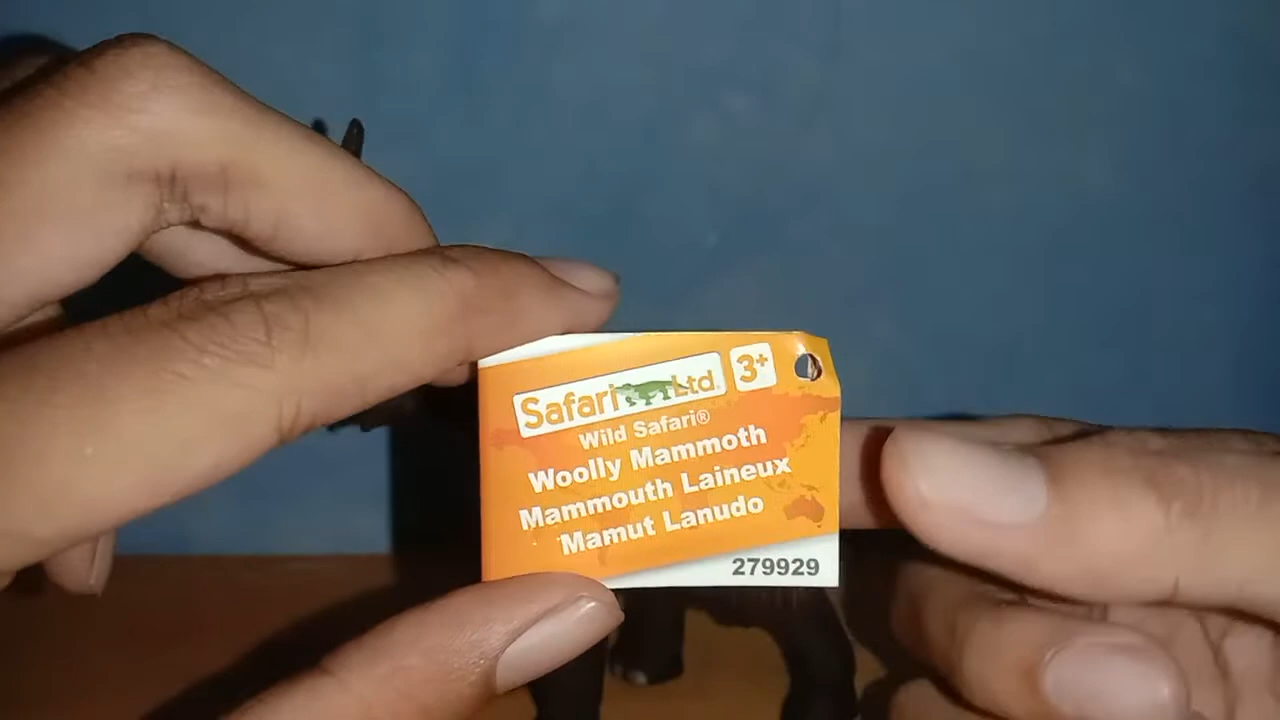 Safari Ltd. 3+
Wild Safari®
Woolly Mammoth
Mammouth Laineux
Mamut Lanudo
279929